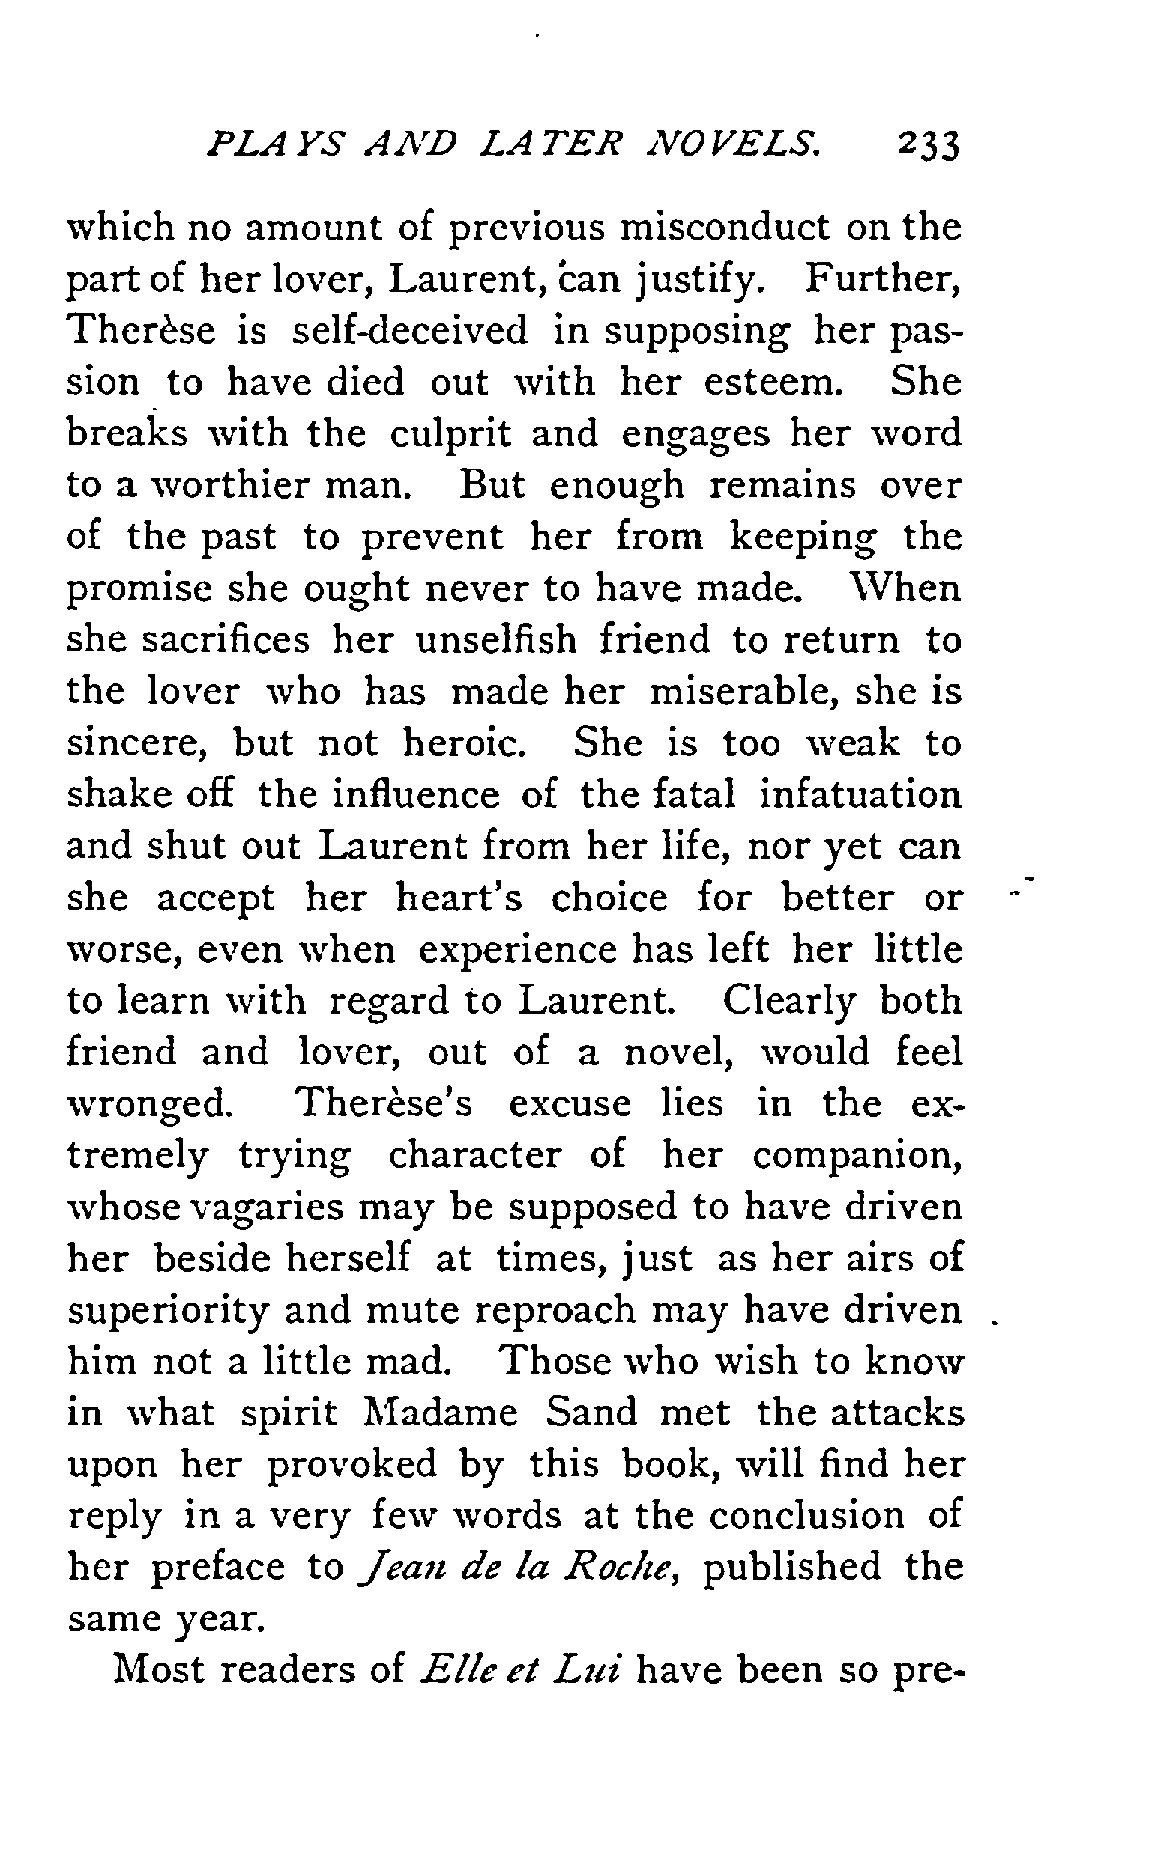 PLAYS AND LATER NOVELS. 233
which no amount of previous misconduct on the
part of her lover, Laurent, can justify. Further,
Therèse is self-deceived in supposing her pas-
sion to have died out with her esteem. She
breaks with the culprit and engages her word
to a worthier man. But enough remains over
of the past to prevent her from keeping the
promise she ought never to have made. When
she sacrifices her unselfish friend to return to
the lover who has made her miserable, she is
sincere, but not heroic. She is too weak to
shake off the influence of the fatal infatuation
and shut out Laurent from her life, nor yet can
she accept her heart's choice for better or
worse, even when experience has left her little
to learn with regard to Laurent. Clearly both
friend and lover, out of a novel, would feel
wronged. Therèse's excuse lies in the ex-
tremely trying character of her companion,
whose vagaries may be supposed to have driven
her beside herself at times, just as her airs of
superiority and mute reproach may have driven
him not a little mad. Those who wish to know
in what spirit Madame Sand met the attacks
upon her provoked by this book, will find her
reply in a very few words at the conclusion of
her preface to Jean de la Roche, published the
same year.
Most readers of Elle et Lui have been so pre-